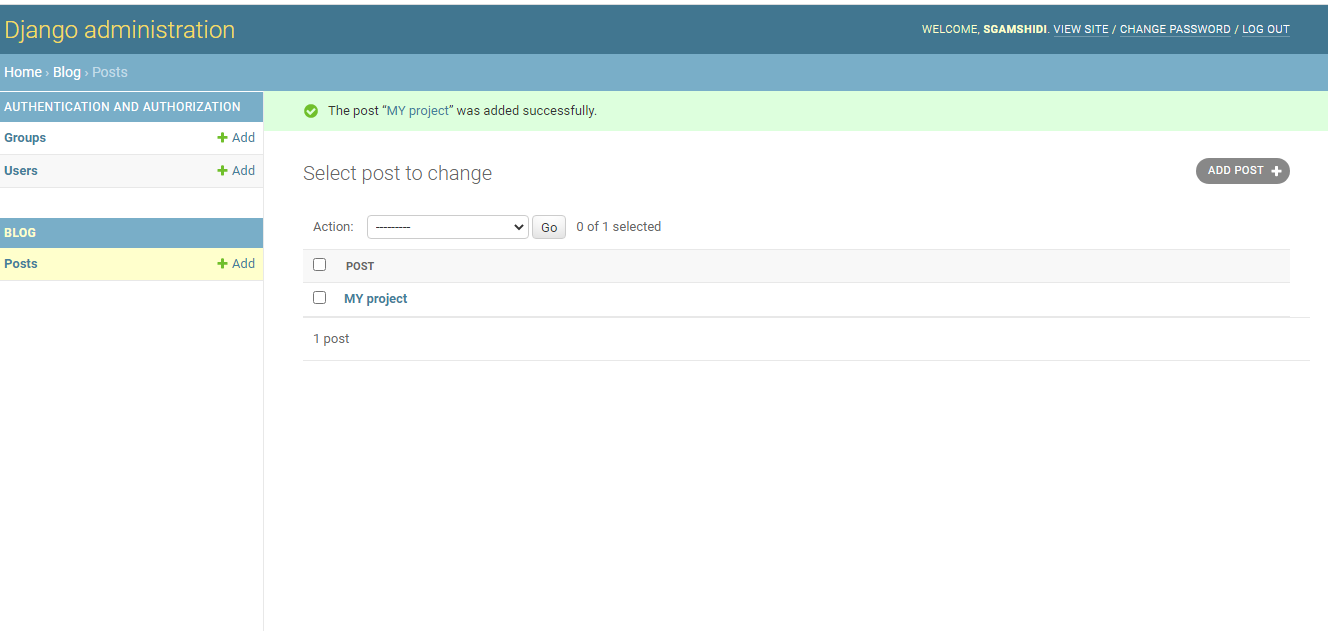 Django administration
WELCOME, SGAMSHIDI. VIEW SITE / CHANGE PASSWORD / LOG OUT
Home › Blog › Posts
AUTHENTICATION AND AUTHORIZATION
Groups
Add
Users
Add
BLOG
Posts
Add
The post “MY project” was added successfully.
Select post to change
ADD POST
Action:
---------
Go
0 of 1 selected
POST
MY project
1 post